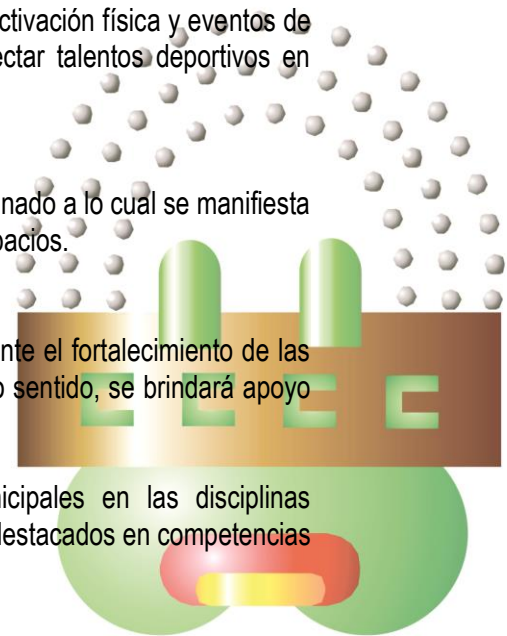 ctivación física y eventos de
ectar talentos deportivos en
nado a lo cual se manifiesta
pacios.
nte el fortalecimiento de las
o sentido, se brindará apoyo
nicipales en las disciplinas
destacados en competencias